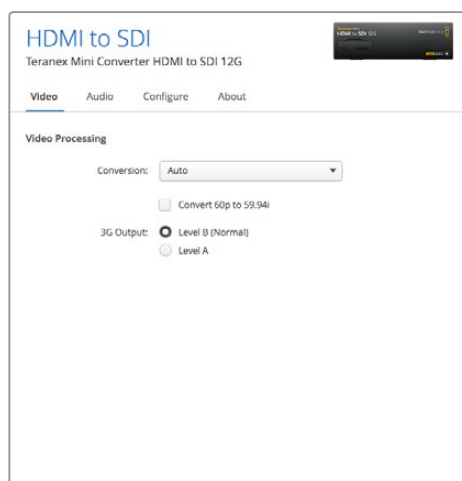 HDMI to SDI
Teranex Mini Converter HDMI to SDI 12G
Video Audio Configure About
Video Processing
Conversion: Auto
Convert 60p to 59.94i
3G Output: Level B (Normal)
Level A